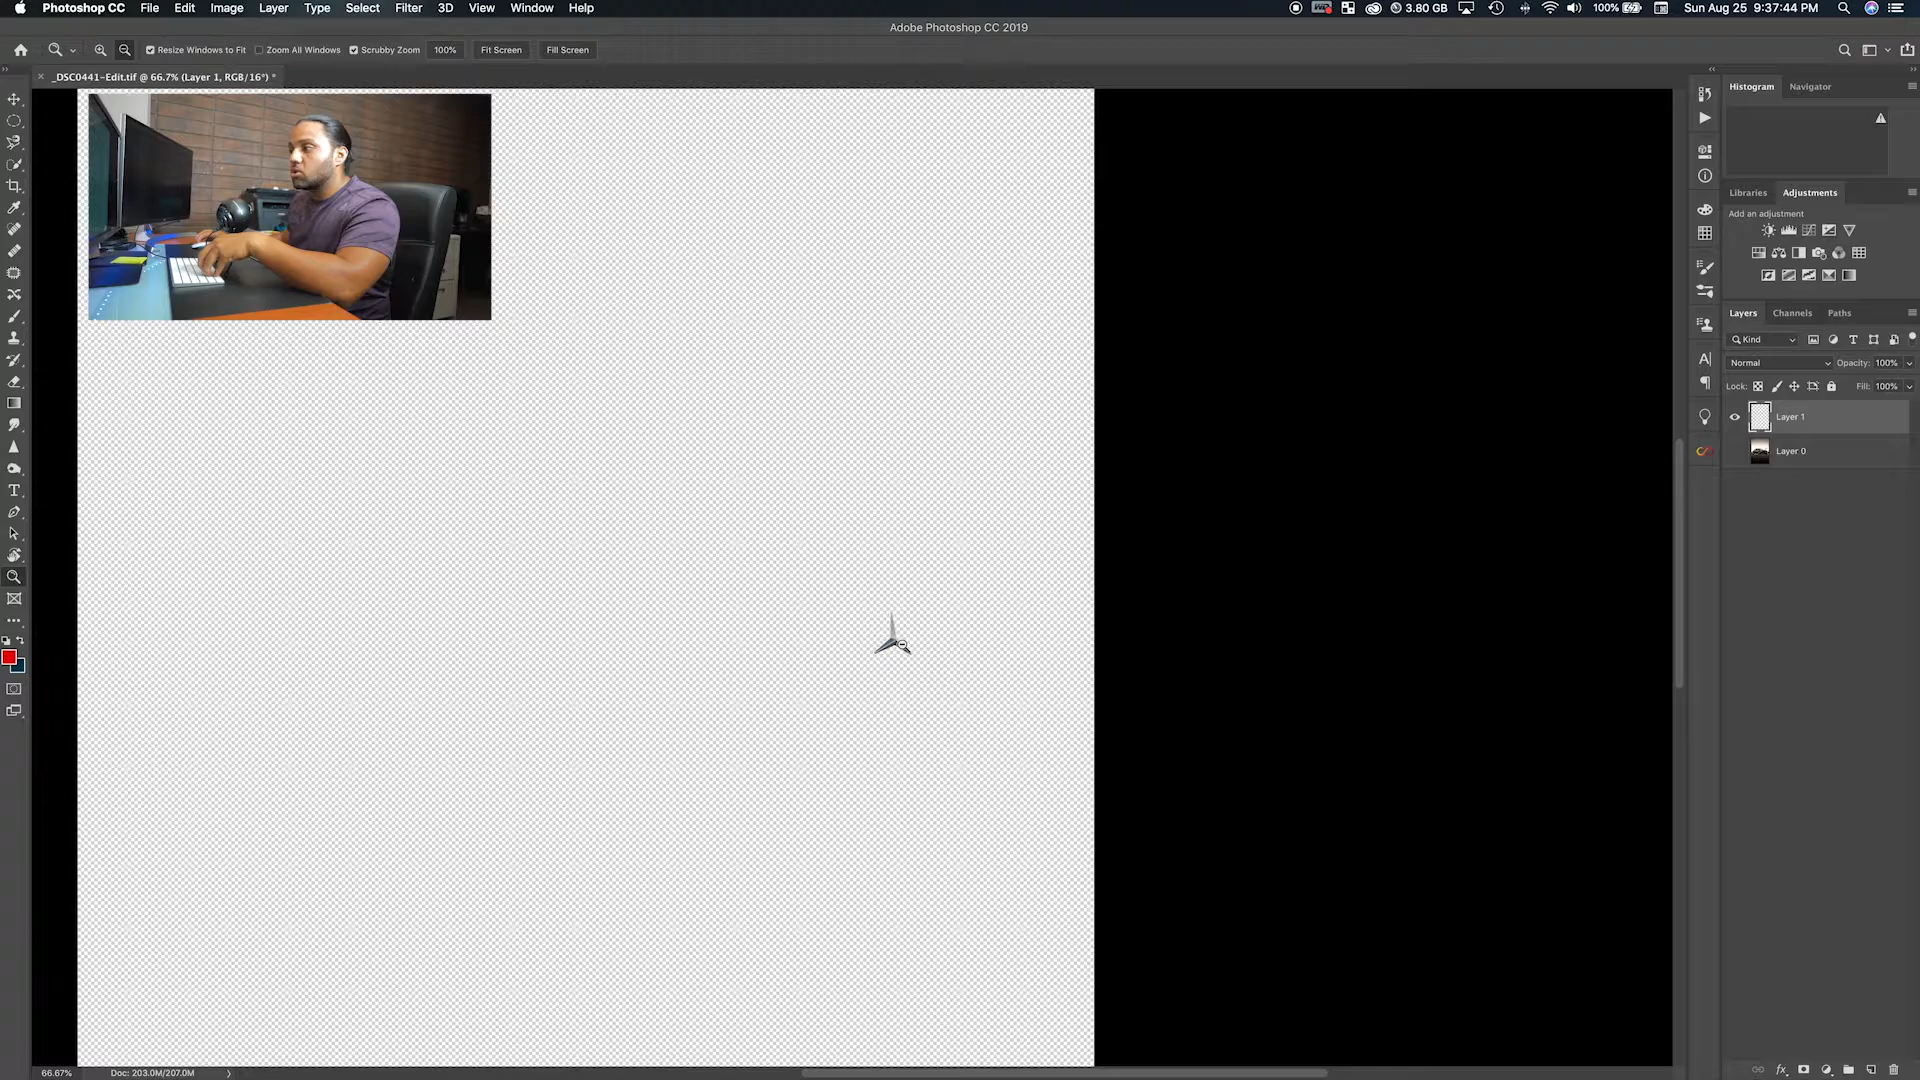 Photoshop CC File Edit Image Layer Type Select Filter 3D View Window Help 3.80 GB 100% Sun Aug 25 9:37:44 PM
Adobe Photoshop CC 2019
Resize Windows to Fit Zoom All Windows Scrubby Zoom 100% Fit Screen Fill Screen
_DSC0441-Edit.tif @ 66.7% (Layer 1, RGB/16*) *
Histogram Navigator
Libraries Adjustments
Add an adjustment
Layers Channels Paths
Kind
Normal Opacity: 100%
Lock: Fill: 100%
Layer 1
Layer 0
66.67% Doc: 203.0M/207.0M